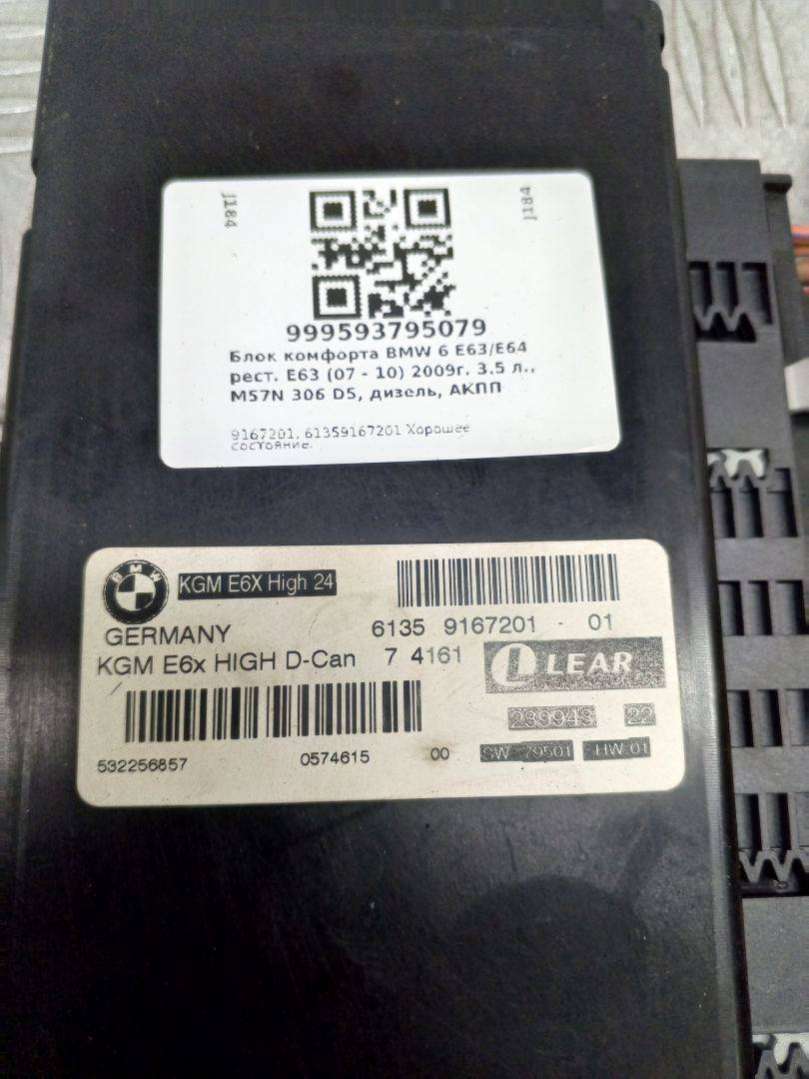 J184
J184
999593795079
Блок комфорта BMW 6 E63/E64
рест. E63 (07 - 10) 2009г. 3.5 л.,
M57N 306 D5, дизель, АКПП
9167201, 61359167201 Хорошее
состояние.
BMW
KGM E6X High 24
GERMANY
6135 9167201 - 01
KGM E6x HIGH D-Can 7 4161
LEAR
239943 22
532256857 0574615 00 SW 79501 HW 01